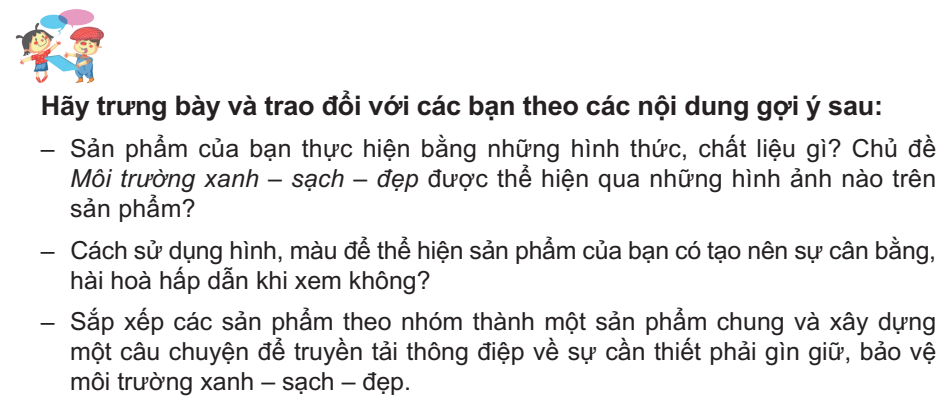 Hãy trưng bày và trao đổi với các bạn theo các nội dung gợi ý sau:
– Sản phẩm của bạn thực hiện bằng những hình thức, chất liệu gì? Chủ đề
Môi trường xanh – sạch – đẹp được thể hiện qua những hình ảnh nào trên
sản phẩm?
– Cách sử dụng hình, màu để thể hiện sản phẩm của bạn có tạo nên sự cân bằng,
hài hoà hấp dẫn khi xem không?
– Sắp xếp các sản phẩm theo nhóm thành một sản phẩm chung và xây dựng
một câu chuyện để truyền tải thông điệp về sự cần thiết phải gìn giữ, bảo vệ
môi trường xanh – sạch – đẹp.